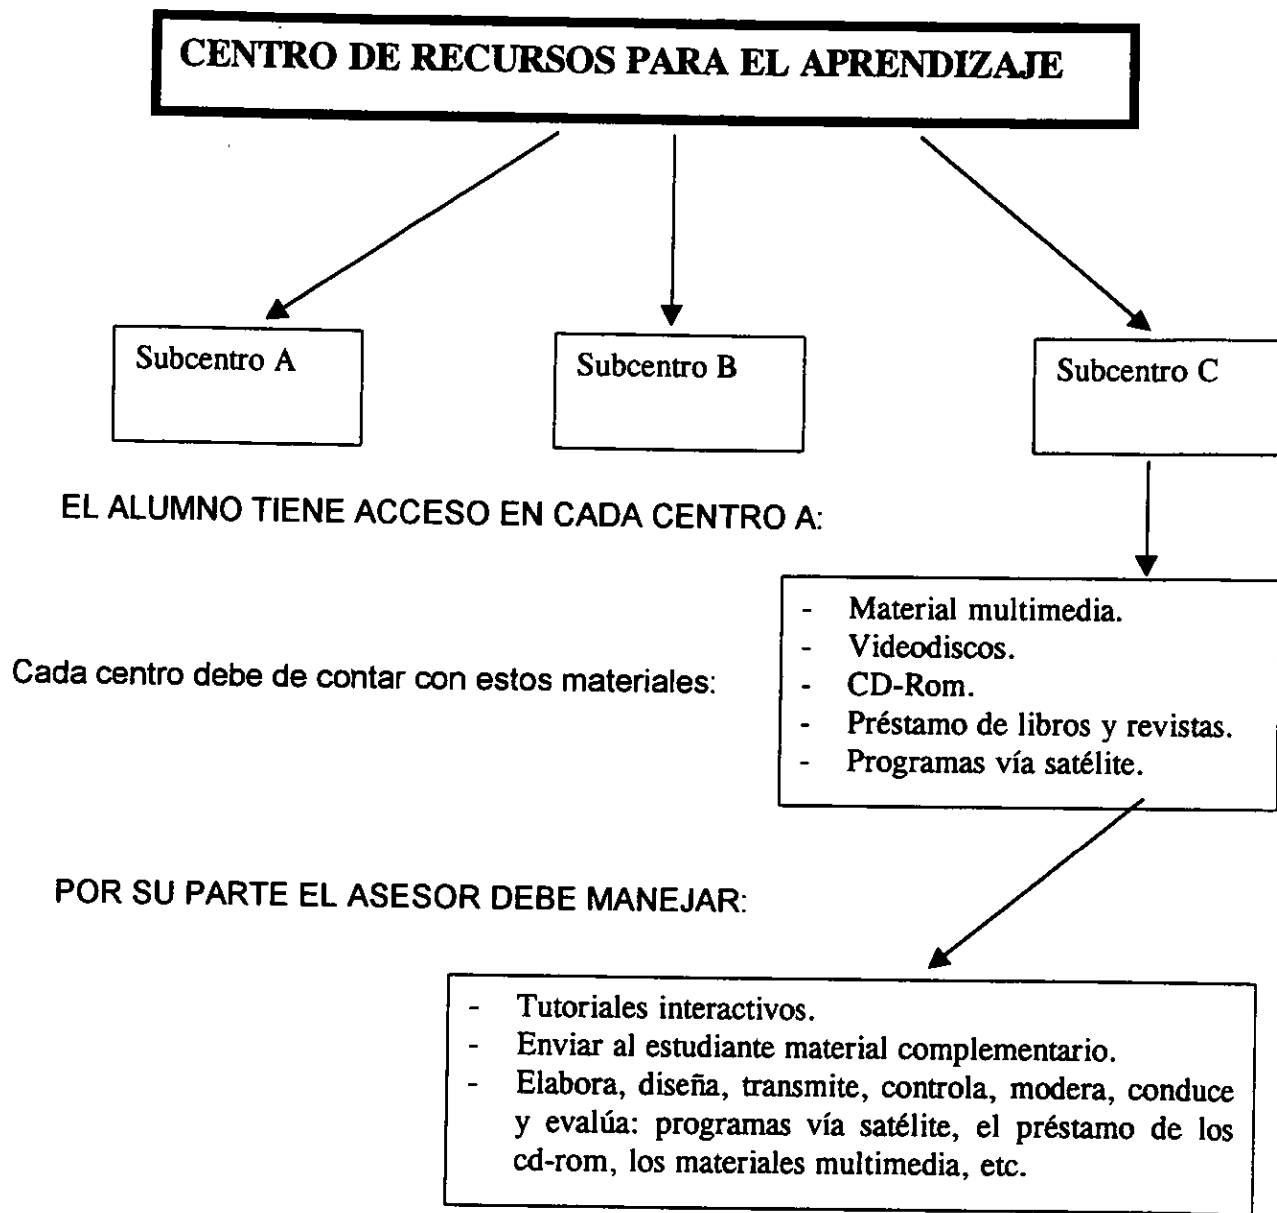 CENTRO DE RECURSOS PARA EL APRENDIZAJE
Subcentro A
Subcentro B
Subcentro C
EL ALUMNO TIENE ACCESO EN CADA CENTRO A:
Cada centro debe de contar con estos materiales:
- Material multimedia.
- Videodiscos.
- CD-Rom.
- Préstamo de libros y revistas.
- Programas vía satélite.
POR SU PARTE EL ASESOR DEBE MANEJAR:
- Tutoriales interactivos.
- Enviar al estudiante material complementario.
- Elabora, diseña, transmite, controla, modera, conduce
y evalúa: programas vía satélite, el préstamo de los
cd-rom, los materiales multimedia, etc.